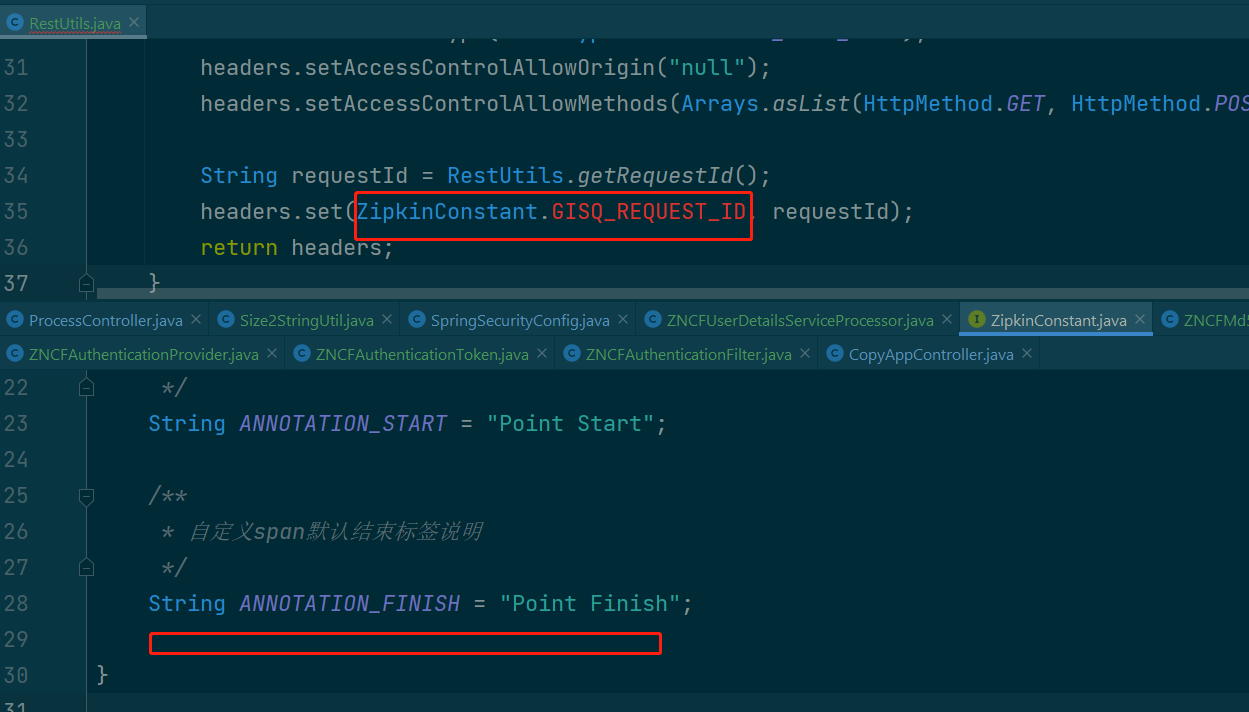 RestUtils.java
31 headers.setAccessControlAllowOrigin("null");
32 headers.setAccessControlAllowMethods(Arrays.asList(HttpMethod.GET, HttpMethod.POS
33
34 String requestId = RestUtils.getRequestId();
35 headers.set(ZipkinConstant.GISQ_REQUEST_ID, requestId);
36 return headers;
37 }
ProcessController.java Size2StringUtil.java SpringSecurityConfig.java ZNCFUserDetailsServiceProcessor.java ZipkinConstant.java ZNCFMd5
ZNCFAuthenticationProvider.java ZNCFAuthenticationToken.java ZNCFAuthenticationFilter.java CopyAppController.java
22 */
23 String ANNOTATION_START = "Point Start";
24
25 /**
26 * 自定义span默认结束标签说明
27 */
28 String ANNOTATION_FINISH = "Point Finish";
29
30 }
31